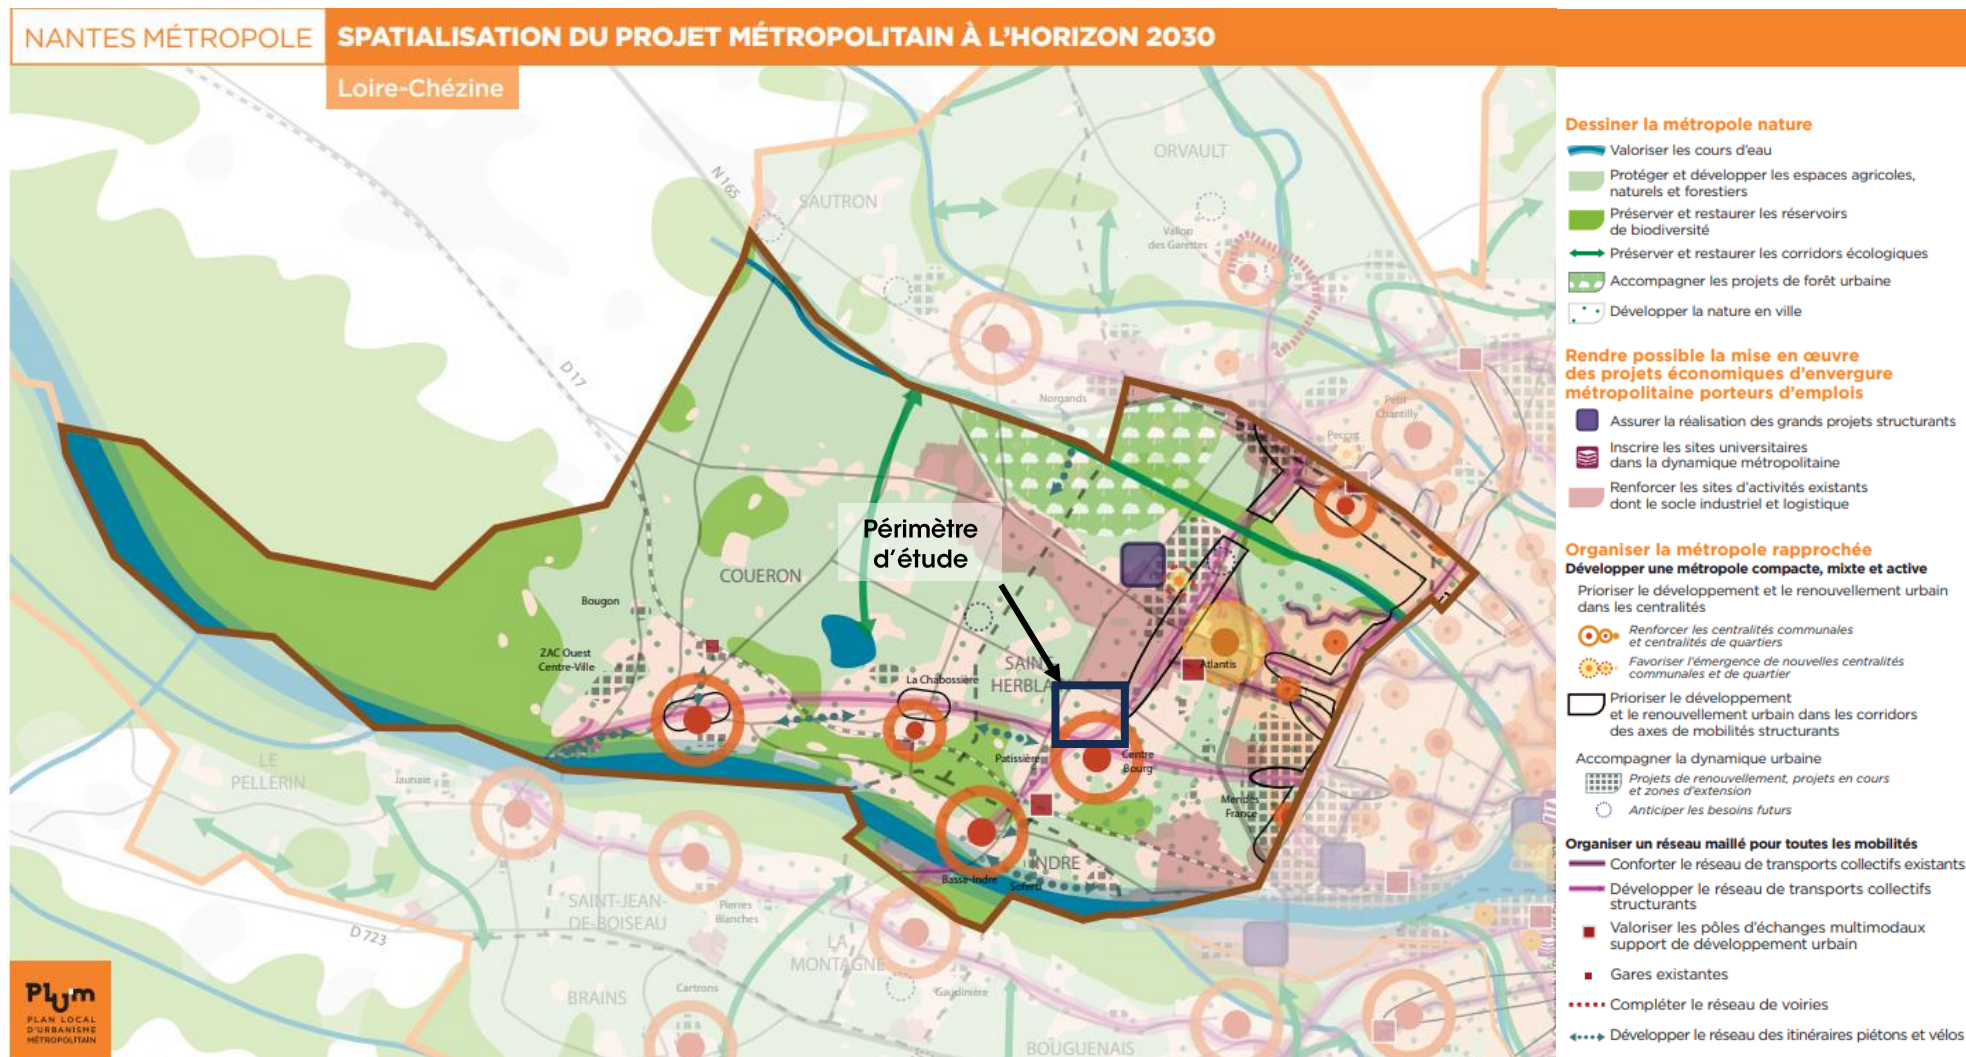 NANTES MÉTROPOLE
SPATIALISATION DU PROJET MÉTROPOLITAIN À L'HORIZON 2030
Loire-Chézine
ORVAULT
N165
SAUTRON
Vallon
des Garettes
D17
Norgands
Petit
Chantilly
Périmètre
d'étude
COUERON
Bougon
ZAC Ouest
Centre-Ville
La Chabossière
SAINT
HERBLA
Atlantis
Patissière
Centre
Bourg
Mendès
France
LE
PELLERIN
Jaunaie
INDRE
Basse-Indre
Soferti
SAINT-JEAN-
DE-BOISEAU
Pierres
Blanches
D723
LA
MONTAGNE
BRAINS
Cartrons
Gaudinière
BOUGUENAIS
Plum
PLAN LOCAL
D'URBANISME
MÉTROPOLITAIN
Dessiner la métropole nature
Valoriser les cours d'eau
Protéger et développer les espaces agricoles,
naturels et forestiers
Préserver et restaurer les réservoirs
de biodiversité
Préserver et restaurer les corridors écologiques
Accompagner les projets de forêt urbaine
Développer la nature en ville
Rendre possible la mise en œuvre
des projets économiques d'envergure
métropolitaine porteurs d'emplois
Assurer la réalisation des grands projets structurants
Inscrire les sites universitaires
dans la dynamique métropolitaine
Renforcer les sites d'activités existants
dont le socle industriel et logistique
Organiser la métropole rapprochée
Développer une métropole compacte, mixte et active
Prioriser le développement et le renouvellement urbain
dans les centralités
Renforcer les centralités communales
et centralités de quartiers
Favoriser l'émergence de nouvelles centralités
communales et de quartier
Prioriser le développement
et le renouvellement urbain dans les corridors
des axes de mobilités structurants
Accompagner la dynamique urbaine
Projets de renouvellement, projets en cours
et zones d'extension
Anticiper les besoins futurs
Organiser un réseau maillé pour toutes les mobilités
Conforter le réseau de transports collectifs existants
Développer le réseau de transports collectifs
structurants
Valoriser les pôles d'échanges multimodaux
support de développement urbain
Gares existantes
Compléter le réseau de voiries
Développer le réseau des itinéraires piétons et vélos